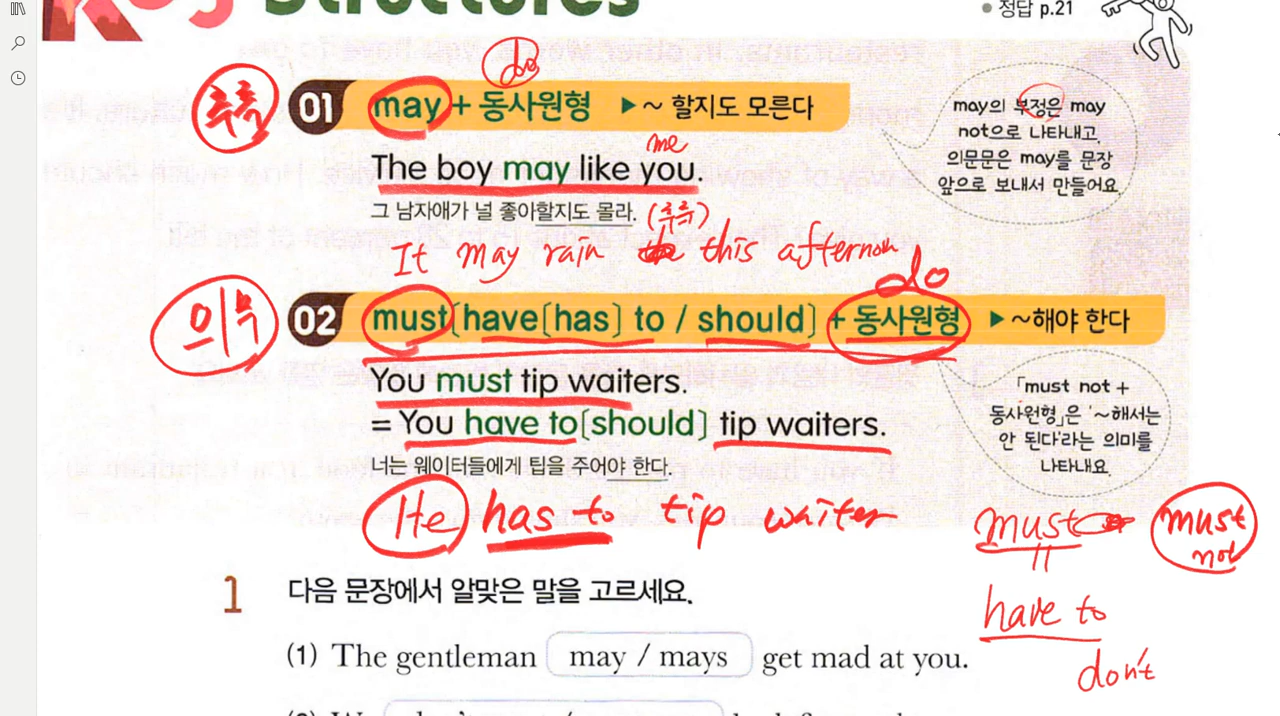 Key Structures
● 정답 p.21
do
추측
01 may + 동사원형 ▶ ~ 할지도 모른다
me
The boy may like you.
그 남자애가 널 좋아할지도 몰라. (추측)
It may rain this afternoon
may의 부정은 may
not으로 나타내고,
의문문은 may를 문장
앞으로 보내서 만들어요.
do
의무
02 must[have[has] to / should] + 동사원형 ▶ ~해야 한다
You must tip waiters.
= You have to[should] tip waiters.
너는 웨이터들에게 팁을 주어야 한다.
He has to tip waiter
「must not +
동사원형」은 '~해서는
안 된다'라는 의미를
나타내요.
must must
not
have to
don't
1 다음 문장에서 알맞은 말을 고르세요.
(1) The gentleman may / mays get mad at you.